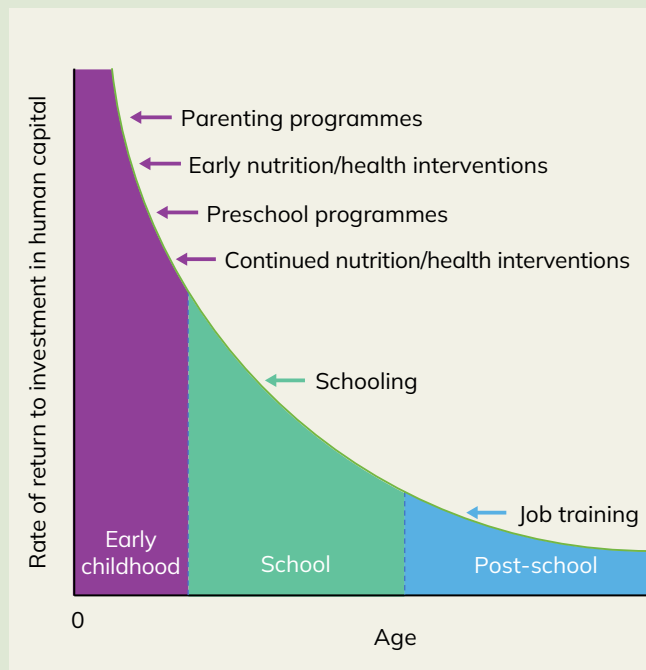 Rate of return to investment in human capital
Parenting programmes
Early nutrition/health interventions
Preschool programmes
Continued nutrition/health interventions
Schooling
Job training
Early
childhood
School
Post-school
0
Age